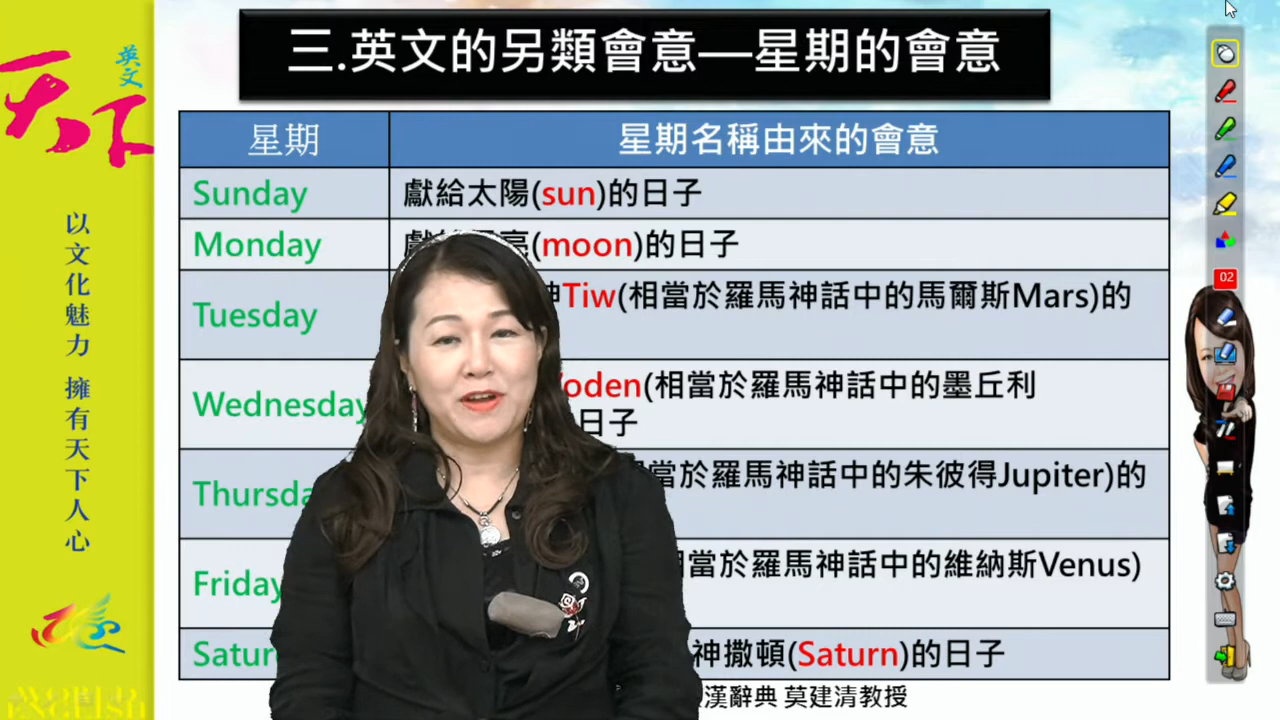 三.英文的另類會意—星期的會意
英文
天下
以文化魅力 擁有天下人心
星期
星期名稱由來的會意
Sunday
獻給太陽(sun)的日子
Monday
(moon)的日子
Tuesday
Tiw(相當於羅馬神話中的馬爾斯Mars)的
Wednesday
(相當於羅馬神話中的墨丘利
日子
當於羅馬神話中的朱彼得Jupiter)的
Friday
當於羅馬神話中的維納斯Venus)
神撒頓(Saturn)的日子
漢辭典 莫建清教授
02